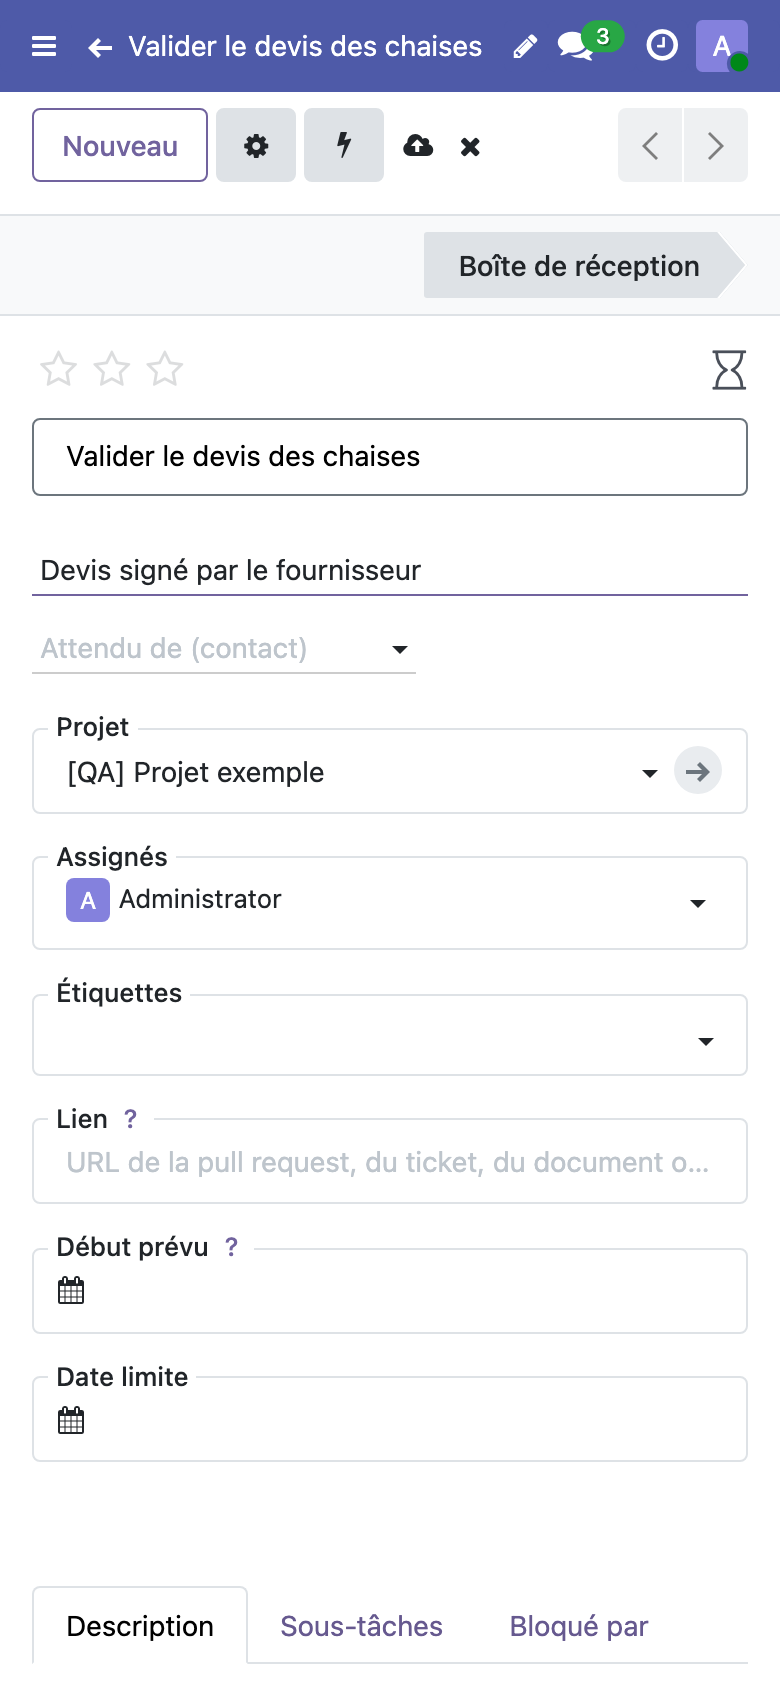 Valider le devis des chaises
3
A
Nouveau
Boîte de réception
Valider le devis des chaises
Devis signé par le fournisseur
Attendu de (contact)
Projet
[QA] Projet exemple
Assignés
A Administrator
Étiquettes
Lien ?
URL de la pull request, du ticket, du document o...
Début prévu ?
Date limite
Description Sous-tâches Bloqué par